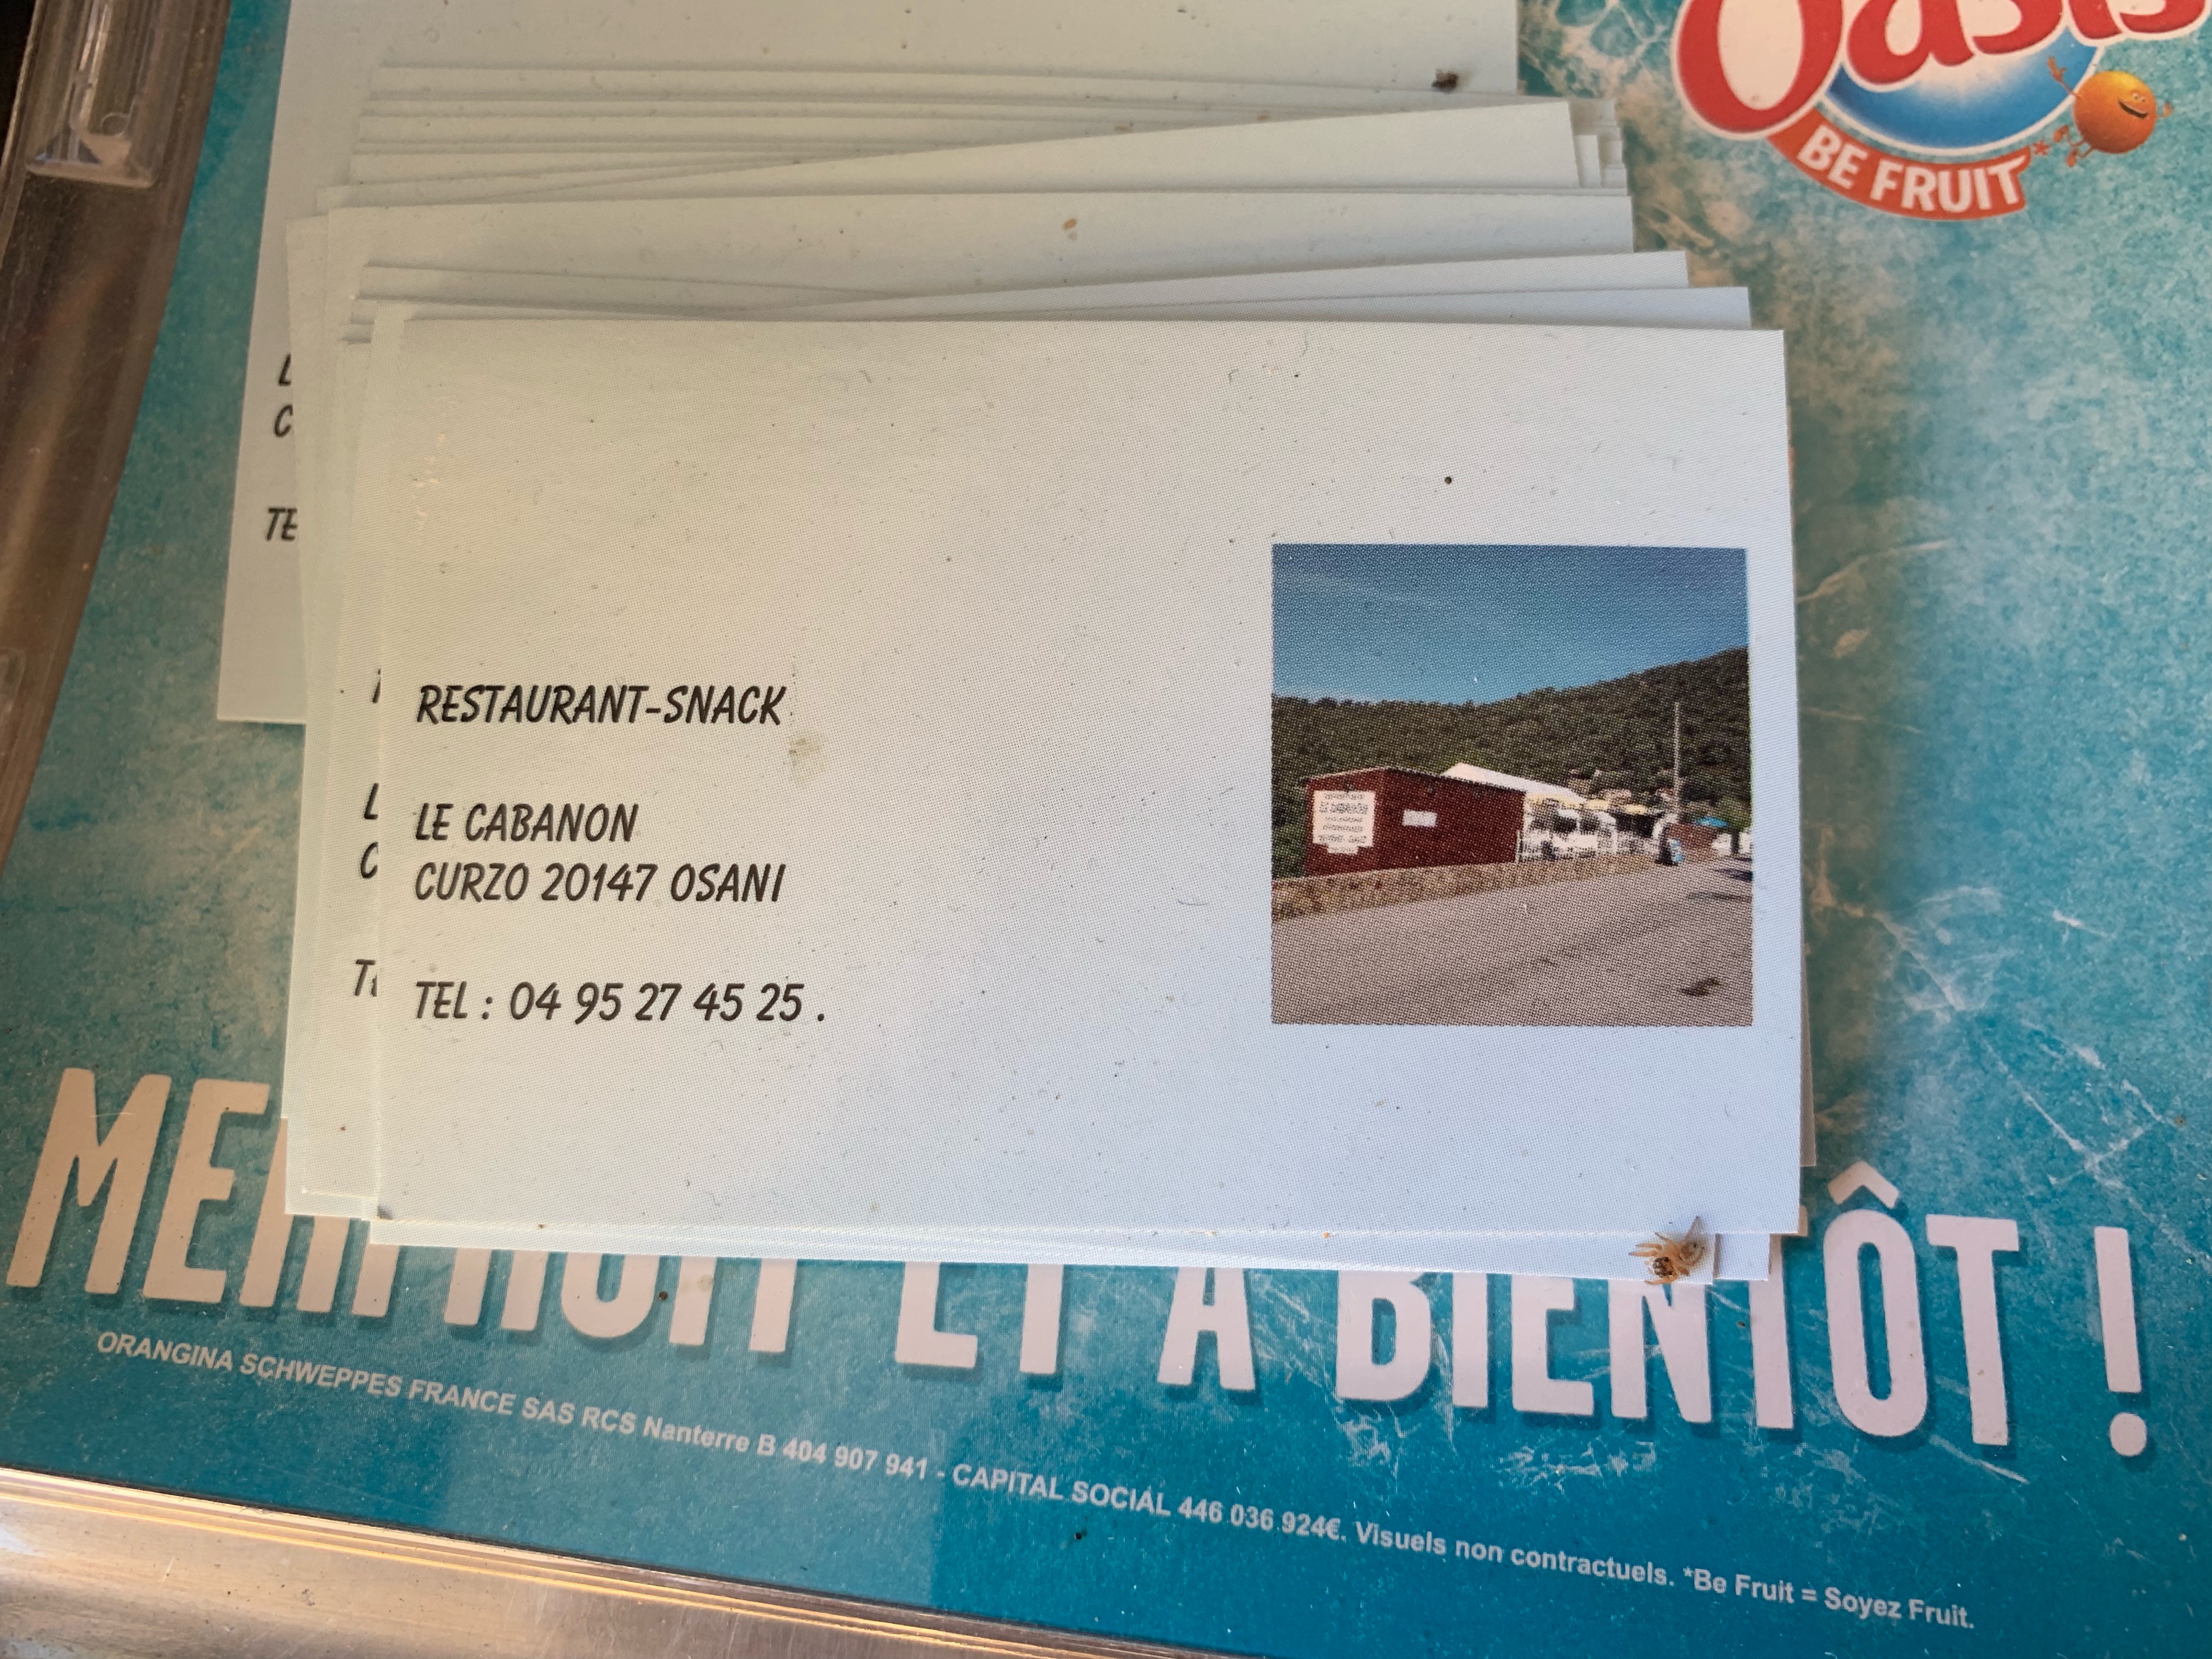 Oasis
BE FRUIT*
RESTAURANT-SNACK
LE CABANON
CURZO 20147 OSANI
TEL : 04 95 27 45 25 .
ET À BIENTÔT !
ORANGINA SCHWEPPES FRANCE SAS RCS Nanterre B 404 907 941 - CAPITAL SOCIAL 446 036 924€. Visuels non contractuels. *Be Fruit = Soyez Fruit.